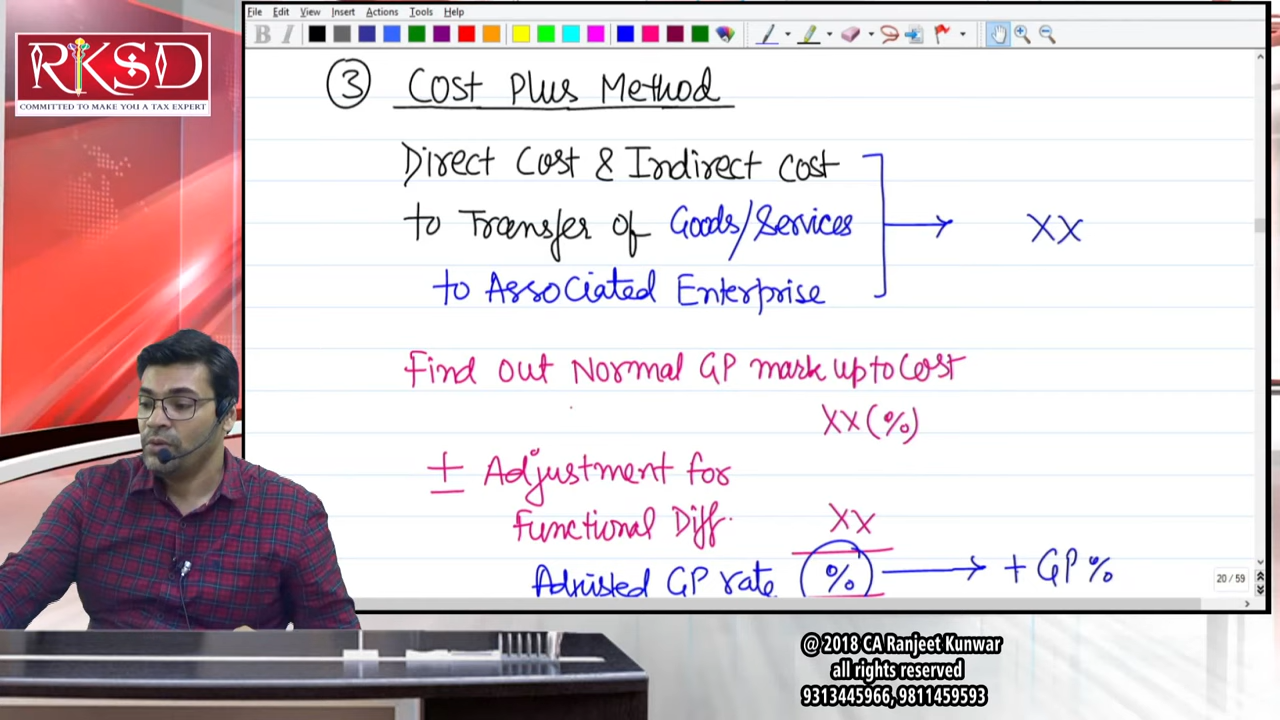 File Edit View Insert Actions Tools Help
RKSD
COMMITTED TO MAKE YOU A TAX EXPERT
B I
③ Cost Plus Method
Direct Cost & Indirect Cost
to Transfer of Goods/Services → XX
to Associated Enterprise
Find out Normal GP mark up to Cost
XX (%)
± Adjustment for
Functional Diff. XX
Adjusted GP rate % → + GP %
20 / 59
@ 2018 CA Ranjeet Kunwar
all rights reserved
9313445966, 9811459593